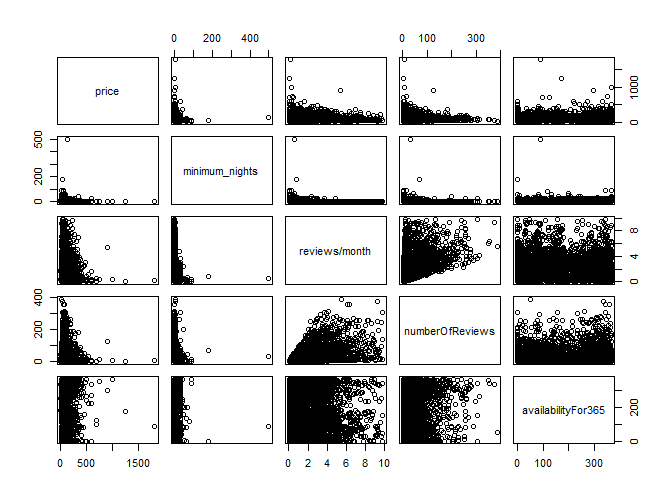 0 200 500
0 100 300
price
0 1000
0 200 500
minimum_nights
reviews/month
0 4 8
0 200 400
numberOfReviews
availabilityFor365
0 200
0 500 1500
0 2 4 6 8 10
0 100 300